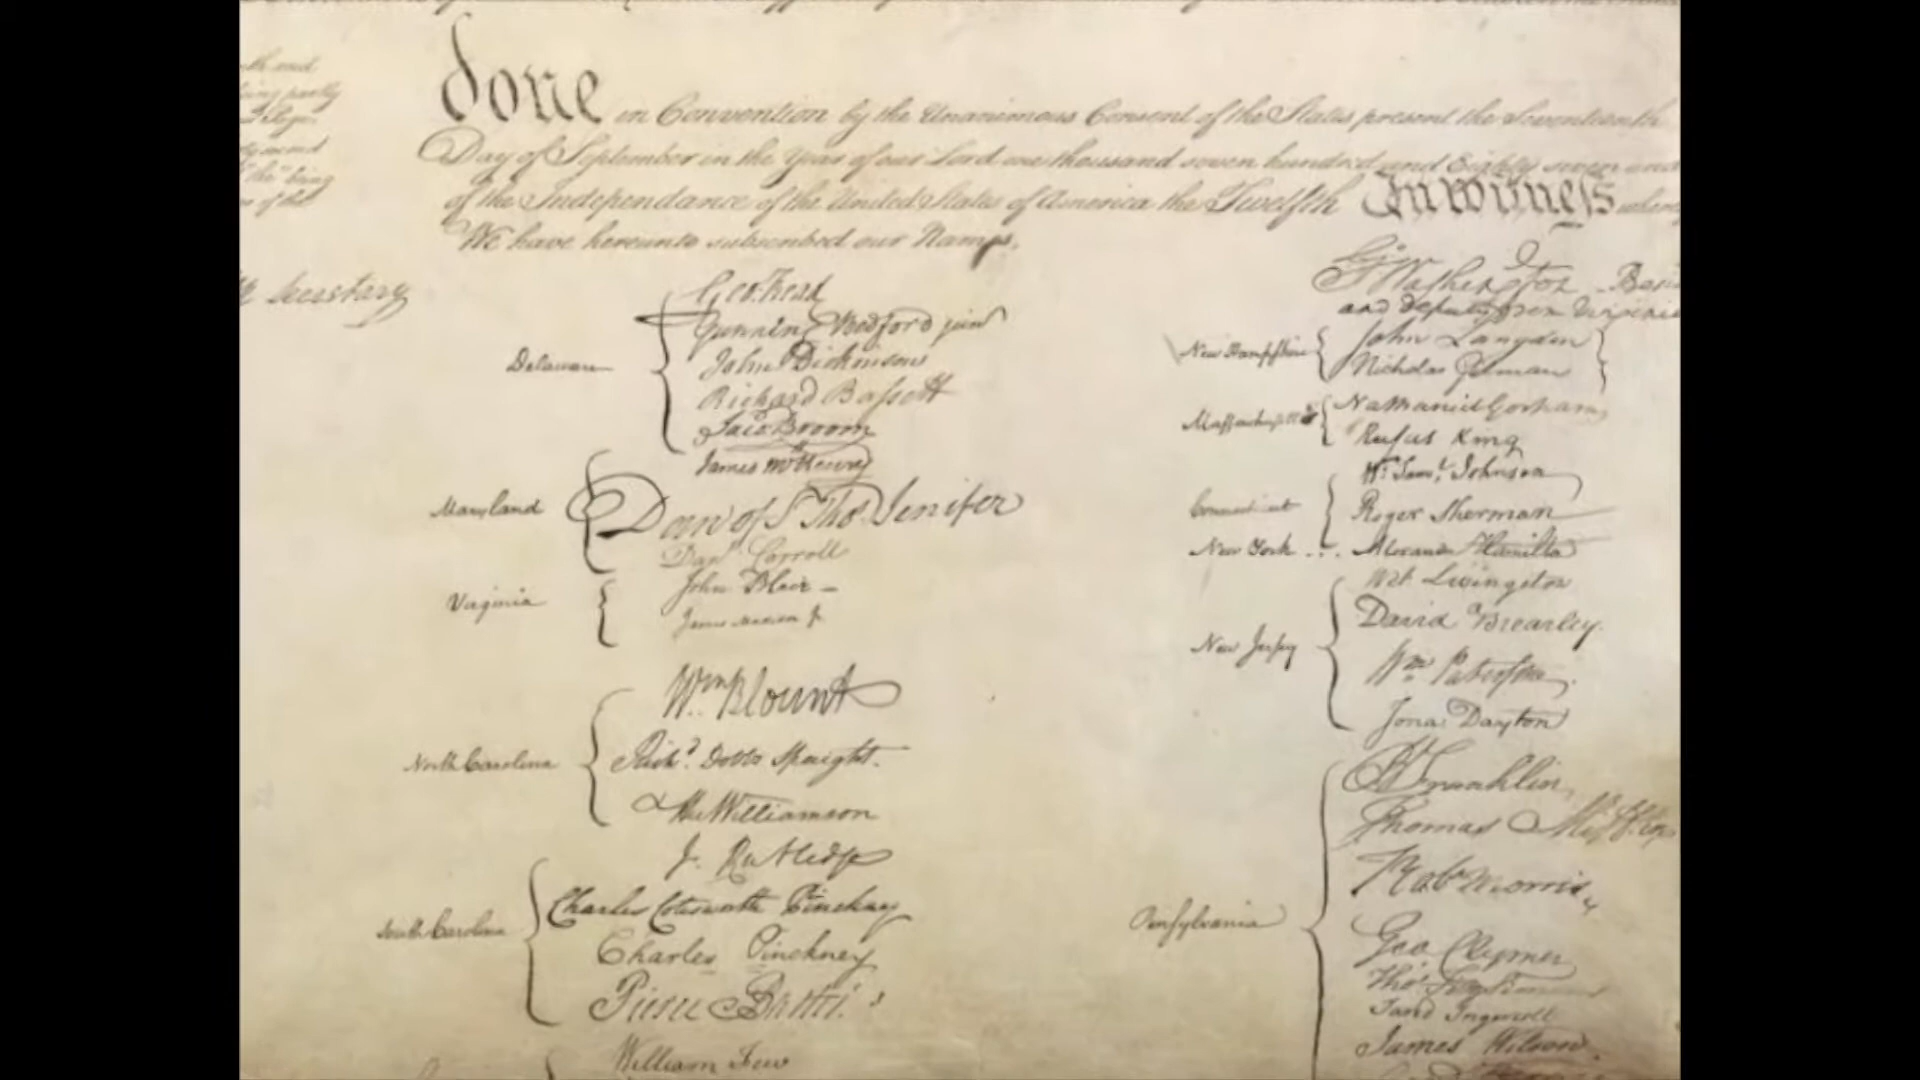 done in Convention by the Unanimous Consent of the States present the Seventeenth
Day of September in the Year of our Lord one thousand seven hundred and Eighty seven and
of the Independance of the United States of America the Twelfth In Witness
We have hereunto subscribed our Names,
Secretary
Delaware
Geo: Read
Gunning Bedford jun
John Dickinson
Richard Bassett
Jaco: Broom
Maryland
James McHenry
Dan of St Thos. Jenifer
Danl Carroll
Virginia
John Blair —
James Madison Jr
North Carolina
Wm. Blount
Richd. Dobbs Spaight.
Hu Williamson
South Carolina
J. Rutledge
Charles Cotesworth Pinckney
Charles Pinckney
Pierce Butler.
William Few
Go Washington
and deputy from Virginia
New Hampshire
John Langdon
Nicholas Gilman
Massachusetts
Nathaniel Gorham
Rufus King
Connecticut
Wm. Saml. Johnson
Roger Sherman
New York ... Alexander Hamilton
New Jersey
Wil: Livingston
David Brearley.
Wm. Paterson.
Jona: Dayton
Pensylvania
B Franklin
Thomas Mifflin
Robt Morris
Geo. Clymer
Thos. FitzSimons
Jared Ingersoll
James Wilson.